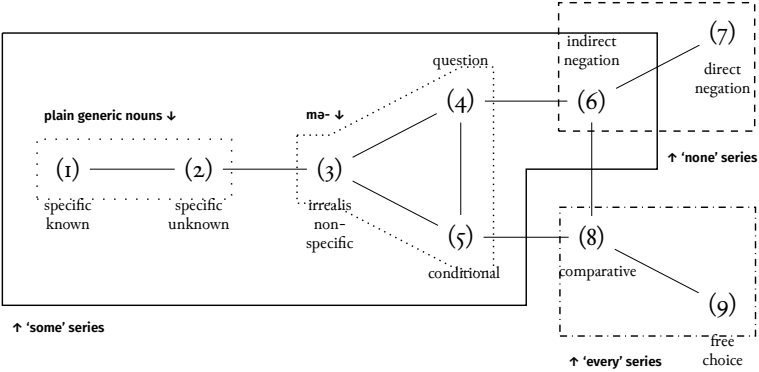 (7)
indirect
negation
question
direct
negation
(4)
(6)
plain generic nouns ↓
mə- ↓
↑ ‘none’ series
(1)
(2)
(3)
specific
known
specific
unknown
irrealis
non-
specific
(5)
(8)
conditional
comparative
(9)
↑ ‘some’ series
free
choice
↑ ‘every’ series